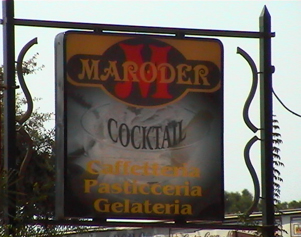 M
MARODER
COCKTAIL
Caffetteria
Pasticceria
Gelateria